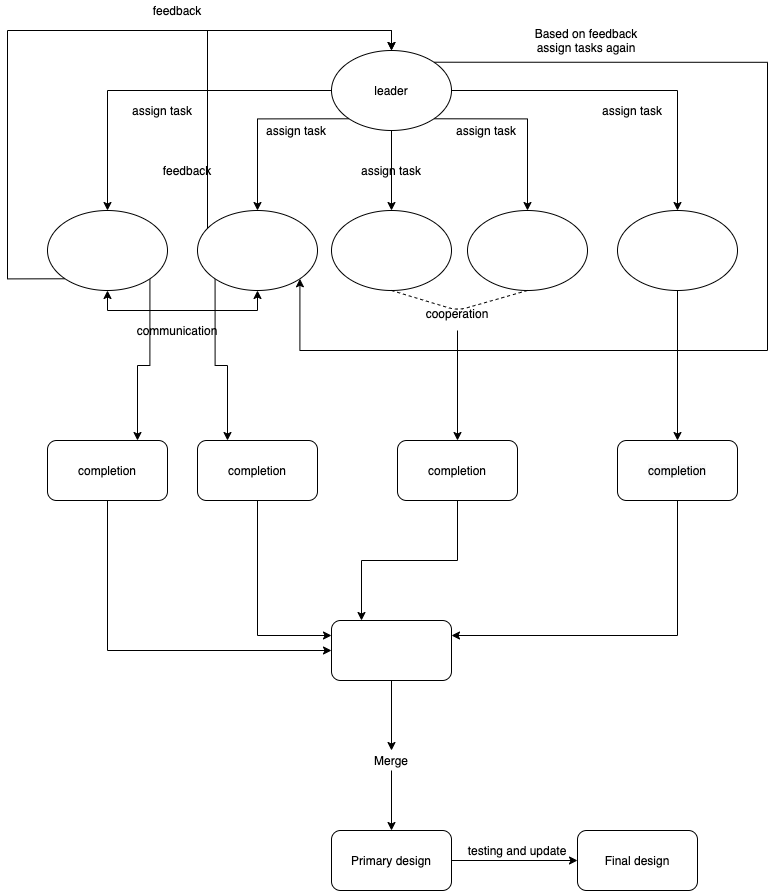 feedback
Based on feedback
assign tasks again
leader
assign task
assign task
assign task
assign task
feedback
assign task
cooperation
communication
completion
completion
completion
completion
Merge
Primary design
testing and update
Final design